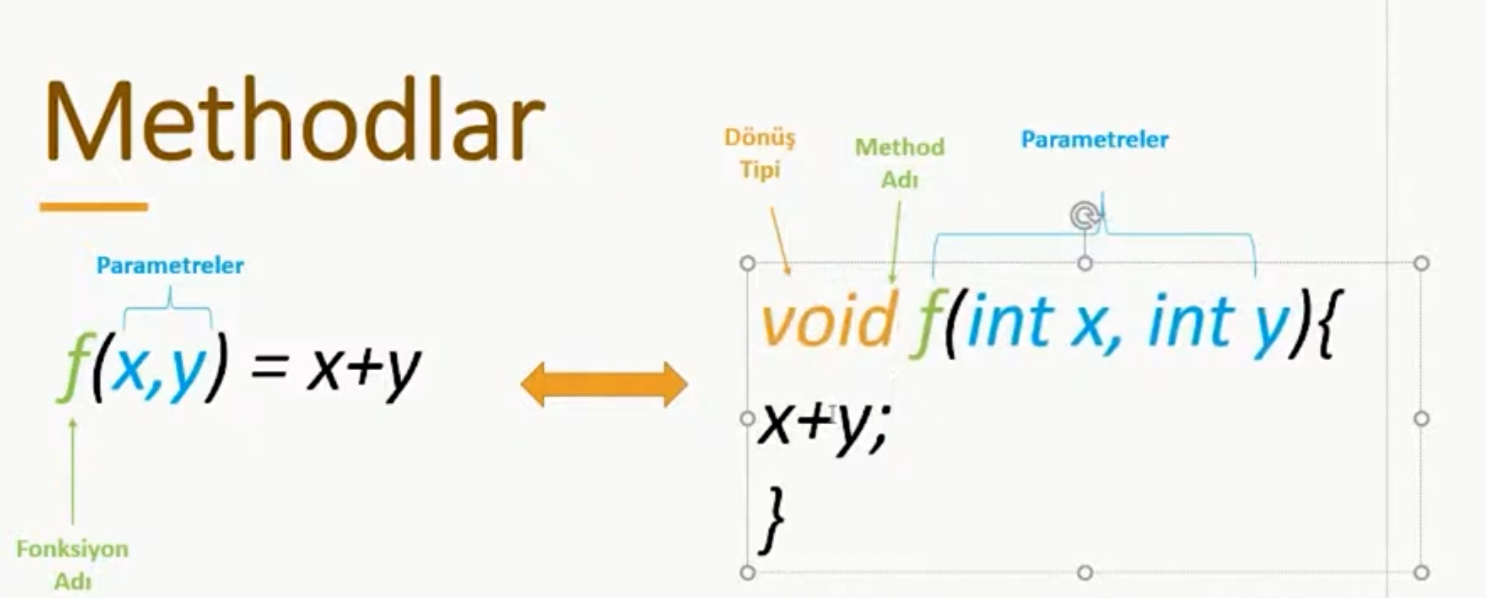 Methodlar
Parametreler
f(x,y) = x+y
Fonksiyon
Adı
Dönüş
Tipi
Method
Adı
Parametreler
void f(int x, int y){
x+y;
}